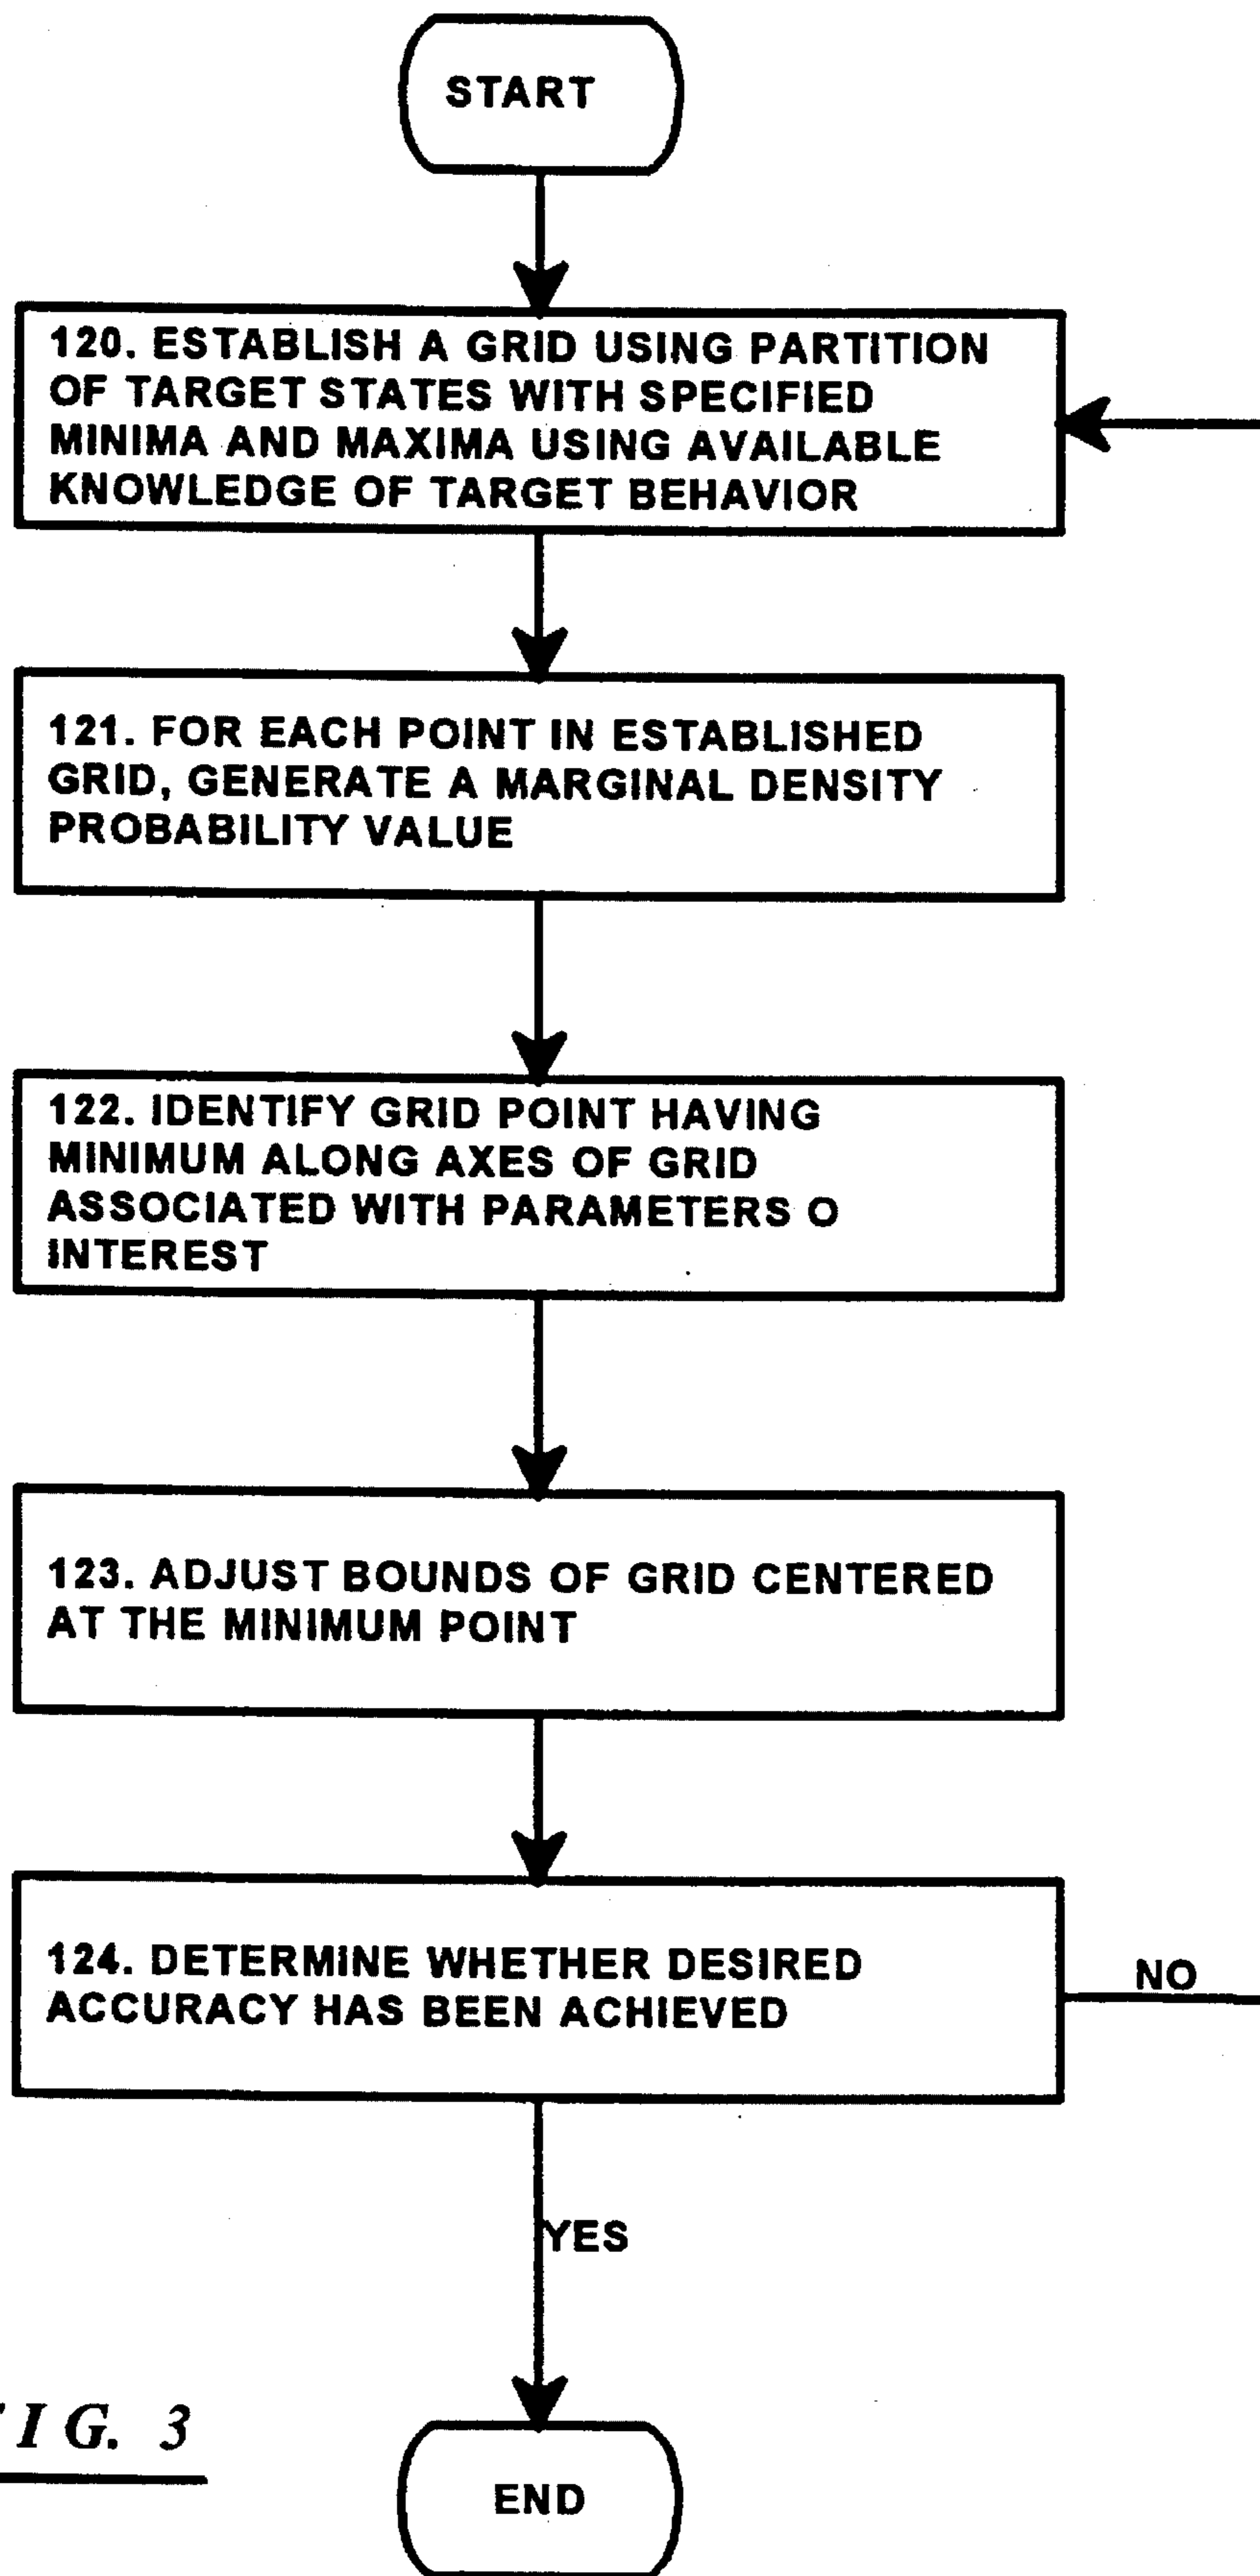 START
120. ESTABLISH A GRID USING PARTITION
OF TARGET STATES WITH SPECIFIED
MINIMA AND MAXIMA USING AVAILABLE
KNOWLEDGE OF TARGET BEHAVIOR
121. FOR EACH POINT IN ESTABLISHED
GRID, GENERATE A MARGINAL DENSITY
PROBABILITY VALUE
122. IDENTIFY GRID POINT HAVING
MINIMUM ALONG AXES OF GRID
ASSOCIATED WITH PARAMETERS O
INTEREST
123. ADJUST BOUNDS OF GRID CENTERED
AT THE MINIMUM POINT
124. DETERMINE WHETHER DESIRED
ACCURACY HAS BEEN ACHIEVED
NO
YES
FIG. 3
END